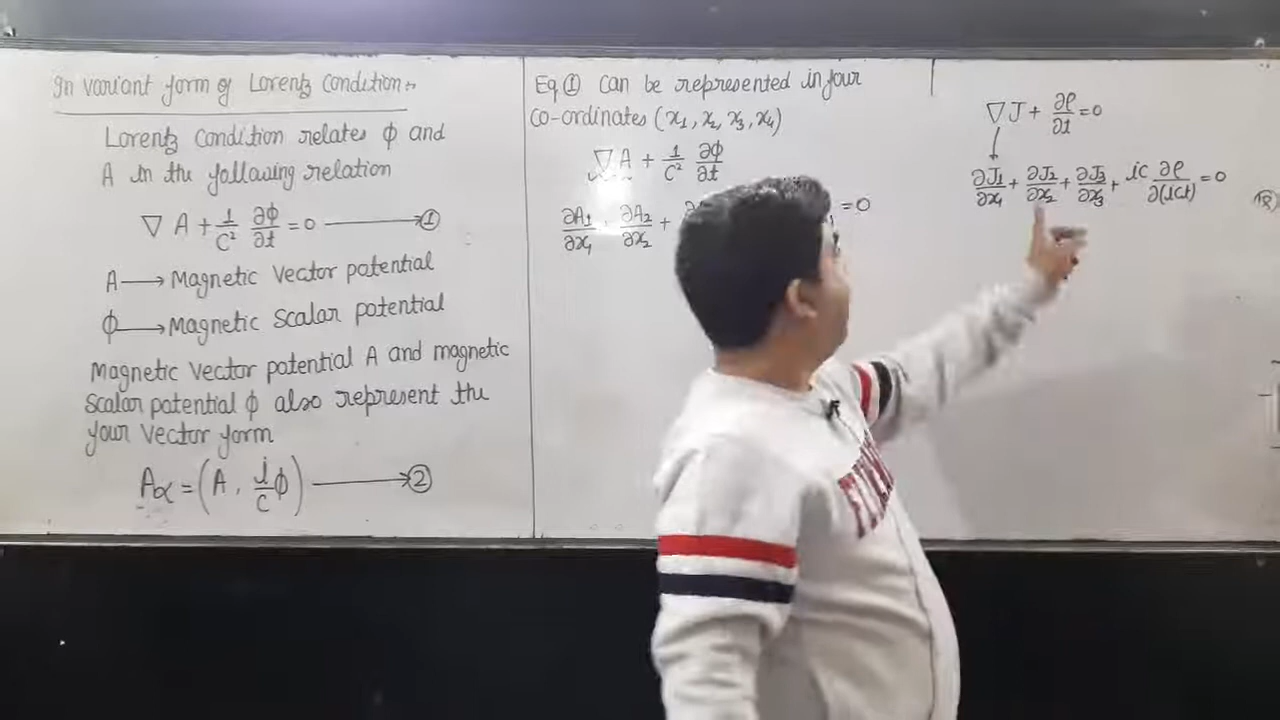 In variant form of Lorentz Condition:-
Lorentz Condition relates ϕ and
A in the following relation
∇ A + 1/C² ∂ϕ/∂t = 0 ⟶ ①
A ⟶ Magnetic Vector potential
ϕ ⟶ Magnetic Scalar potential
Magnetic Vector potential A and magnetic
Scalar potential ϕ also represent the
four Vector form
Aα = (A, i/c ϕ) ⟶ ②
Eq ① can be represented in four
co-ordinates (x₁, x₂, x₃, x₄)
∇ A + 1/C² ∂ϕ/∂t
∂A₁/∂x₁ + ∂A₂/∂x₂ + = 0
∇ J + ∂ρ/∂t = 0
∂J₁/∂x₁ + ∂J₂/∂x₂ + ∂J₃/∂x₃ + ic ∂ρ/∂(ict) = 0